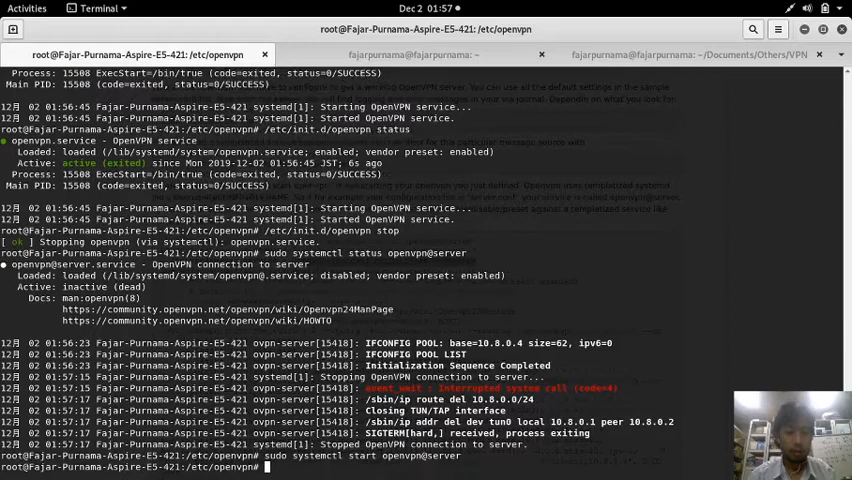 Activities
Terminal
Dec 2 01:57
root@Fajar-Purnama-Aspire-E5-421: /etc/openvpn
root@Fajar-Purnama-Aspire-E5-421: /etc/openvpn
fajarpurnama@fajarpurnama: ~
fajarpurnama@fajarpurnama: ~/Documents/Others/VPN
Process: 15508 ExecStart=/bin/true (code=exited, status=0/SUCCESS)
Main PID: 15508 (code=exited, status=0/SUCCESS)
12月 02 01:56:45 Fajar-Purnama-Aspire-E5-421 systemd[1]: Starting OpenVPN service...
12月 02 01:56:45 Fajar-Purnama-Aspire-E5-421 systemd[1]: Started OpenVPN service.
root@Fajar-Purnama-Aspire-E5-421:/etc/openvpn# /etc/init.d/openvpn status
● openvpn.service - OpenVPN service
Loaded: loaded (/lib/systemd/system/openvpn.service; enabled; vendor preset: enabled)
Active: active (exited) since Mon 2019-12-02 01:56:45 JST; 6s ago
Process: 15508 ExecStart=/bin/true (code=exited, status=0/SUCCESS)
Main PID: 15508 (code=exited, status=0/SUCCESS)
12月 02 01:56:45 Fajar-Purnama-Aspire-E5-421 systemd[1]: Starting OpenVPN service...
12月 02 01:56:45 Fajar-Purnama-Aspire-E5-421 systemd[1]: Started OpenVPN service.
root@Fajar-Purnama-Aspire-E5-421:/etc/openvpn# /etc/init.d/openvpn stop
[ ok ] Stopping openvpn (via systemctl): openvpn.service.
root@Fajar-Purnama-Aspire-E5-421:/etc/openvpn# sudo systemctl status openvpn@server
● openvpn@server.service - OpenVPN connection to server
Loaded: loaded (/lib/systemd/system/openvpn@.service; disabled; vendor preset: enabled)
Active: inactive (dead)
Docs: man:openvpn(8)
https://community.openvpn.net/openvpn/wiki/Openvpn24ManPage
https://community.openvpn.net/openvpn/wiki/HOWTO
12月 02 01:56:23 Fajar-Purnama-Aspire-E5-421 ovpn-server[15418]: IFCONFIG POOL: base=10.8.0.4 size=62, ipv6=0
12月 02 01:56:23 Fajar-Purnama-Aspire-E5-421 ovpn-server[15418]: IFCONFIG POOL LIST
12月 02 01:56:23 Fajar-Purnama-Aspire-E5-421 ovpn-server[15418]: Initialization Sequence Completed
12月 02 01:57:15 Fajar-Purnama-Aspire-E5-421 systemd[1]: Stopping OpenVPN connection to server...
12月 02 01:57:15 Fajar-Purnama-Aspire-E5-421 ovpn-server[15418]: event_wait : Interrupted system call (code=4)
12月 02 01:57:15 Fajar-Purnama-Aspire-E5-421 ovpn-server[15418]: /sbin/ip route del 10.8.0.0/24
12月 02 01:57:17 Fajar-Purnama-Aspire-E5-421 ovpn-server[15418]: Closing TUN/TAP interface
12月 02 01:57:17 Fajar-Purnama-Aspire-E5-421 ovpn-server[15418]: /sbin/ip addr del dev tun0 local 10.8.0.1 peer 10.8.0.2
12月 02 01:57:17 Fajar-Purnama-Aspire-E5-421 ovpn-server[15418]: SIGTERM[hard,] received, process exiting
12月 02 01:57:17 Fajar-Purnama-Aspire-E5-421 systemd[1]: Stopped OpenVPN connection to server.
root@Fajar-Purnama-Aspire-E5-421:/etc/openvpn# sudo systemctl start openvpn@server
root@Fajar-Purnama-Aspire-E5-421:/etc/openvpn#